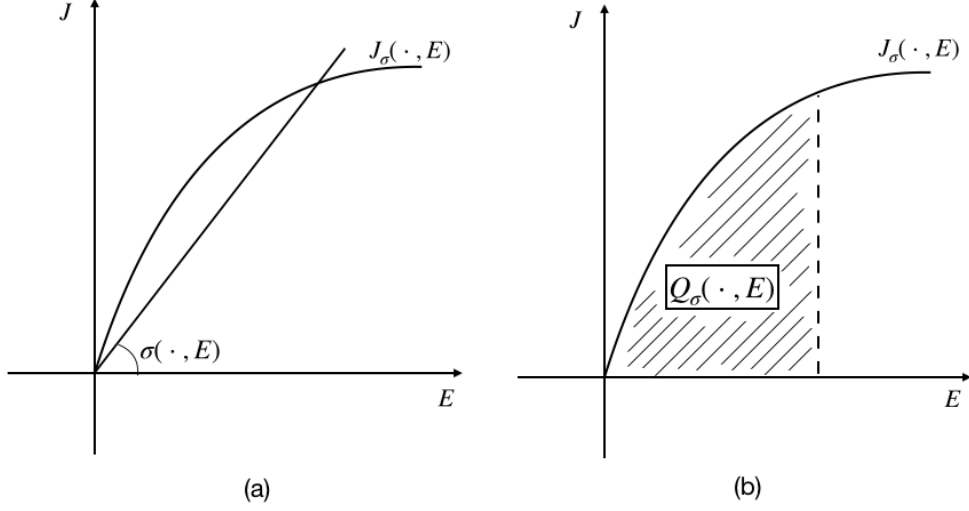 J
J_σ( · , E)
σ( · , E)
E
(a)
J
J_σ( · , E)
Q_σ( · , E)
E
(b)